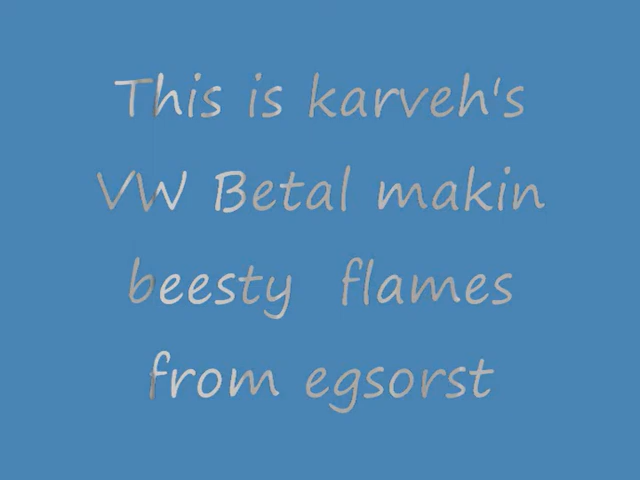 This is karveh's
VW Betal makin
beesty flames
from egsorst